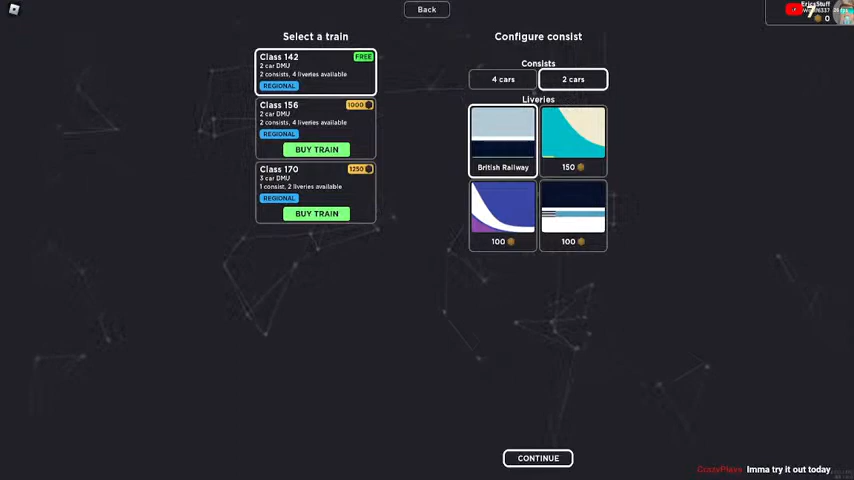 Back
EricsStuff
0
Select a train
Configure consist
Class 142
FREE
2 car DMU
2 consists, 4 liveries available
REGIONAL
Class 156
1000
2 car DMU
2 consists, 4 liveries available
REGIONAL
BUY TRAIN
Class 170
1250
3 car DMU
1 consist, 2 liveries available
REGIONAL
BUY TRAIN
Consists
4 cars
2 cars
Liveries
British Railway
150
100
100
CONTINUE
CrazyPlays Imma try it out today